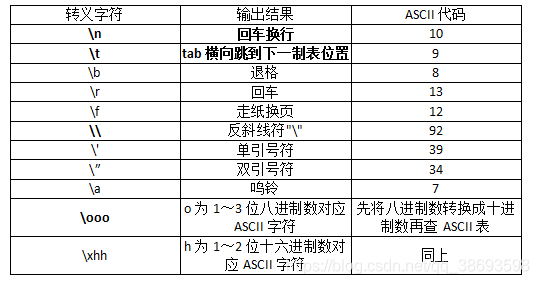 转义字符 输出结果 ASCII 代码
\n 回车换行 10
\t tab 横向跳到下一制表位置 9
\b 退格 8
\r 回车 13
\f 走纸换页 12
\\ 反斜线符"\" 92
\' 单引号符 39
\” 双引号符 34
\a 呜铃 7
\ooo o 为 1～3 位八进制数对应 先将八进制数转换成十进
ASCII 字符 制数再查 ASCII 表
\xhh h 为 1～2 位十六进制数对 同上
应 ASCII 字符
https://blog.csdn.net/qq_38693598